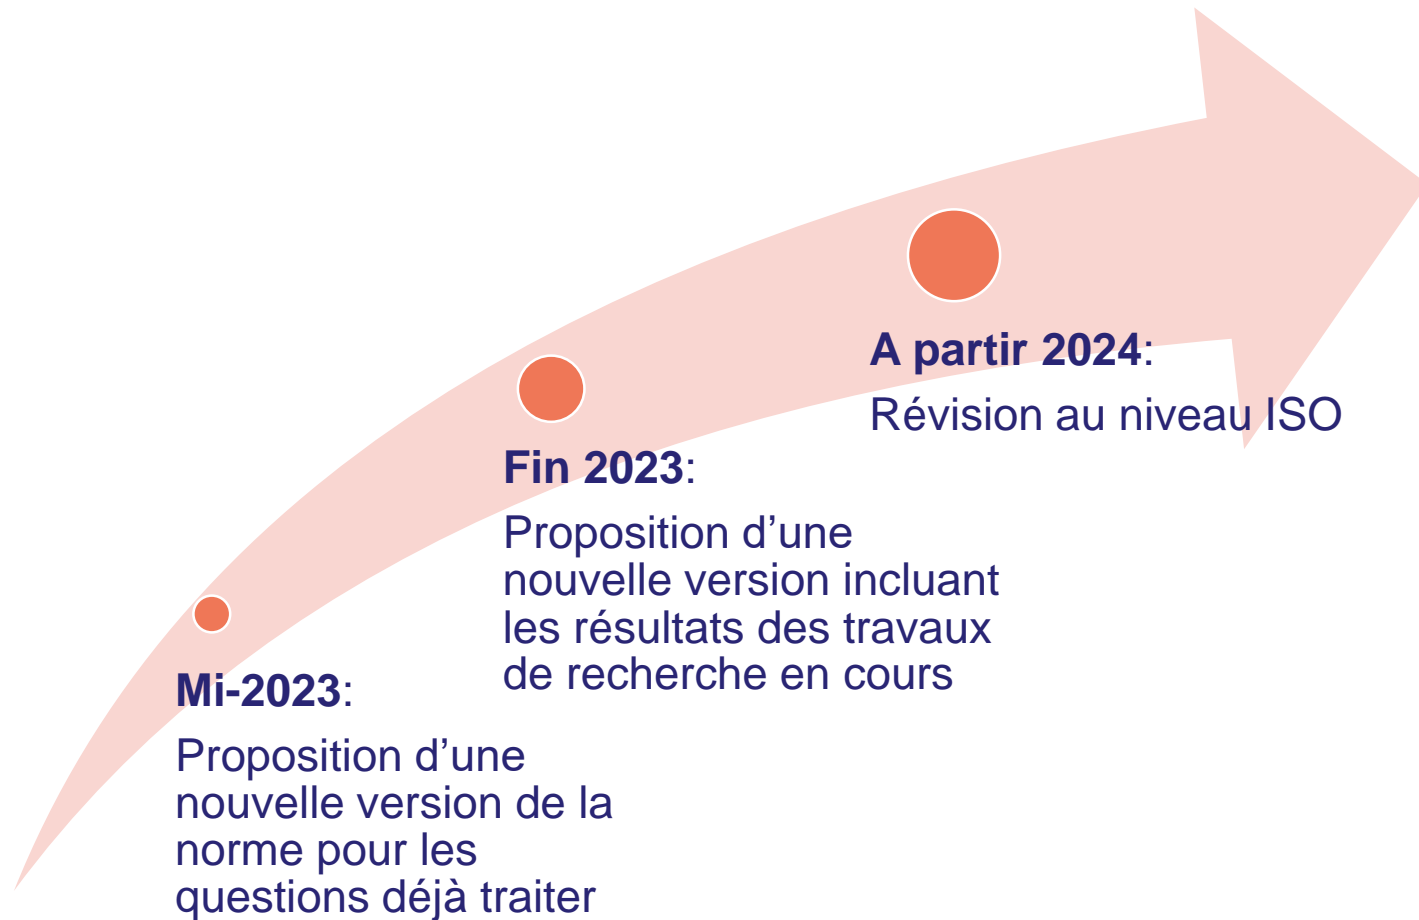 Mi-2023:
Proposition d’une
nouvelle version de la
norme pour les
questions déjà traiter
Fin 2023:
Proposition d’une
nouvelle version incluant
les résultats des travaux
de recherche en cours
A partir 2024:
Révision au niveau ISO